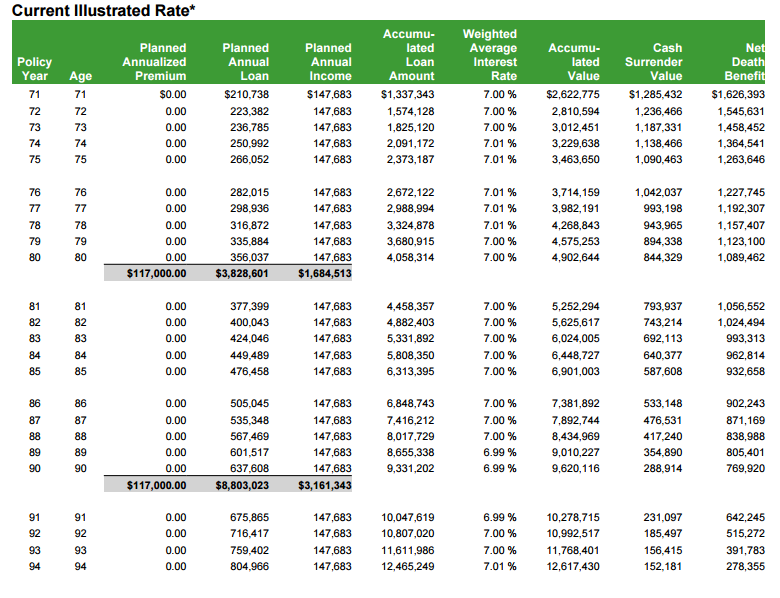 Current Illustrated Rate*
Accumu- Weighted
Planned Planned Planned lated Average Accumu- Cash Net
Policy Annualized Annual Annual Loan Interest lated Surrender Death
Year Age Premium Loan Income Amount Rate Value Value Benefit
71 71 $0.00 $210,738 $147,683 $1,337,343 7.00 % $2,622,775 $1,285,432 $1,626,393
72 72 0.00 223,382 147,683 1,574,128 7.00 % 2,810,594 1,236,466 1,545,631
73 73 0.00 236,785 147,683 1,825,120 7.00 % 3,012,451 1,187,331 1,458,452
74 74 0.00 250,992 147,683 2,091,172 7.01 % 3,229,638 1,138,466 1,364,541
75 75 0.00 266,052 147,683 2,373,187 7.01 % 3,463,650 1,090,463 1,263,646
76 76 0.00 282,015 147,683 2,672,122 7.01 % 3,714,159 1,042,037 1,227,745
77 77 0.00 298,936 147,683 2,988,994 7.01 % 3,982,191 993,198 1,192,307
78 78 0.00 316,872 147,683 3,324,878 7.01 % 4,268,843 943,965 1,157,407
79 79 0.00 335,884 147,683 3,680,915 7.00 % 4,575,253 894,338 1,123,100
80 80 0.00 356,037 147,683 4,058,314 7.00 % 4,902,644 844,329 1,089,462
$117,000.00 $3,828,601 $1,684,513
81 81 0.00 377,399 147,683 4,458,357 7.00 % 5,252,294 793,937 1,056,552
82 82 0.00 400,043 147,683 4,882,403 7.00 % 5,625,617 743,214 1,024,494
83 83 0.00 424,046 147,683 5,331,892 7.00 % 6,024,005 692,113 993,313
84 84 0.00 449,489 147,683 5,808,350 7.00 % 6,448,727 640,377 962,814
85 85 0.00 476,458 147,683 6,313,395 7.00 % 6,901,003 587,608 932,658
86 86 0.00 505,045 147,683 6,848,743 7.00 % 7,381,892 533,148 902,243
87 87 0.00 535,348 147,683 7,416,212 7.00 % 7,892,744 476,531 871,169
88 88 0.00 567,469 147,683 8,017,729 7.00 % 8,434,969 417,240 838,988
89 89 0.00 601,517 147,683 8,655,338 6.99 % 9,010,227 354,890 805,401
90 90 0.00 637,608 147,683 9,331,202 6.99 % 9,620,116 288,914 769,920
$117,000.00 $8,803,023 $3,161,343
91 91 0.00 675,865 147,683 10,047,619 6.99 % 10,278,715 231,097 642,245
92 92 0.00 716,417 147,683 10,807,020 7.00 % 10,992,517 185,497 515,272
93 93 0.00 759,402 147,683 11,611,986 7.00 % 11,768,401 156,415 391,783
94 94 0.00 804,966 147,683 12,465,249 7.01 % 12,617,430 152,181 278,355